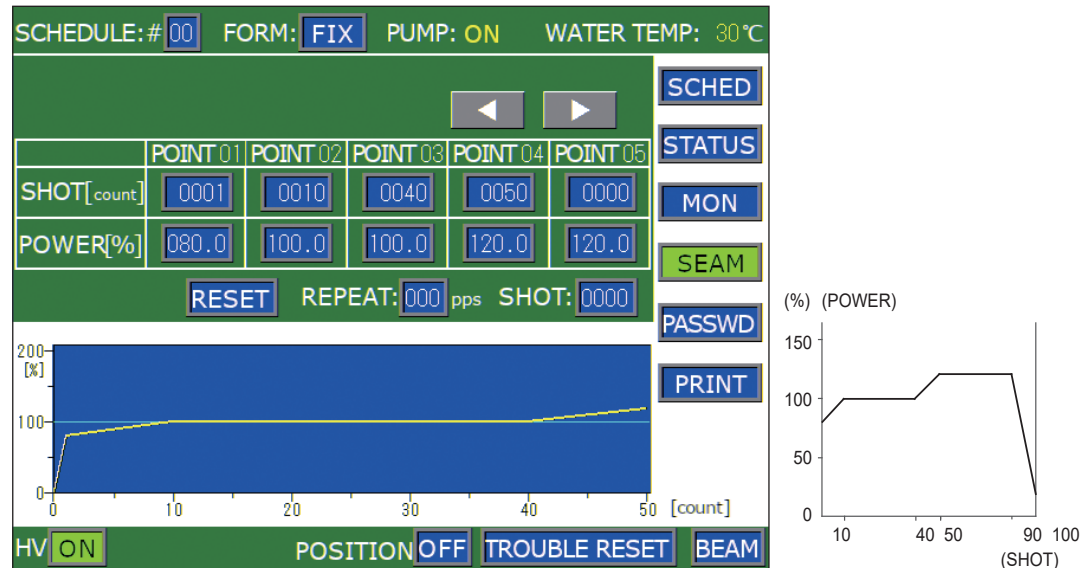 SCHEDULE:# 00 FORM: FIX PUMP: ON WATER TEMP: 30℃
SCHED
STATUS
MON
SEAM
PASSWD
PRINT
POINT 01 POINT 02 POINT 03 POINT 04 POINT 05
SHOT[count] 0001 0010 0040 0050 0000
POWER[%] 080.0 100.0 100.0 120.0 120.0
RESET REPEAT: 000 pps SHOT: 0000
200
[%]
100
0
0 10 20 30 40 50 [count]
HV ON POSITION OFF TROUBLE RESET BEAM
(%) (POWER)
150
100
50
0
10 40 50 90 100
(SHOT)